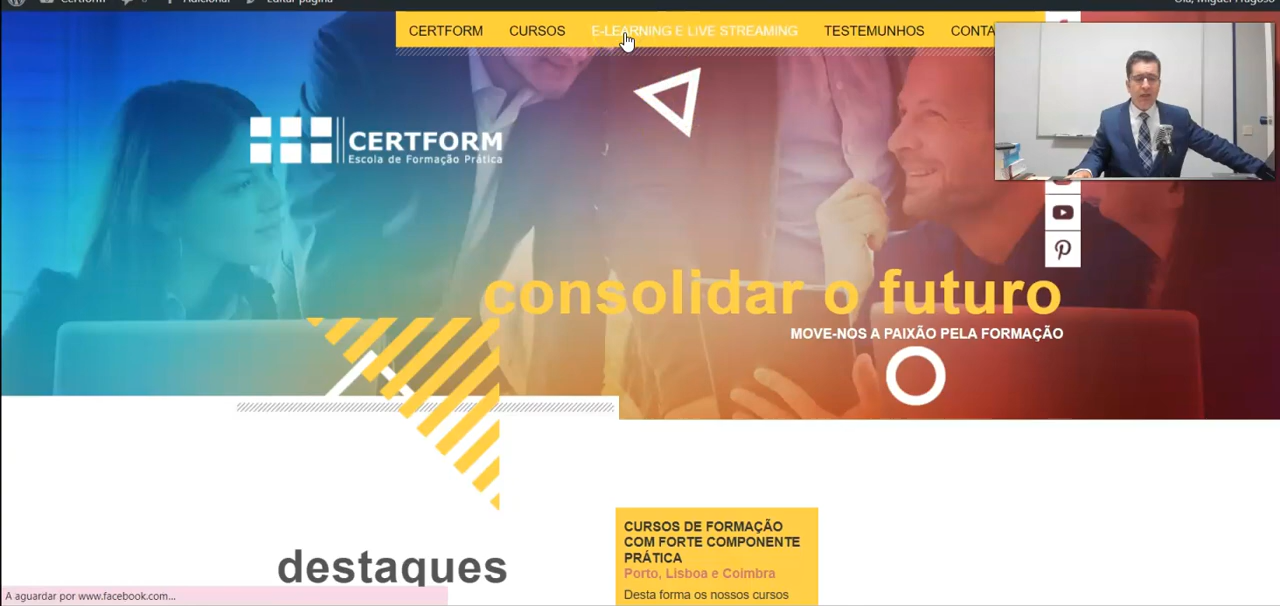 CERTFORM CURSOS E-LEARNING E LIVE STREAMING TESTEMUNHOS CONTA
CERTFORM
Escola de Formação Prática
consolidar o futuro
MOVE-NOS A PAIXÃO PELA FORMAÇÃO
destaques
CURSOS DE FORMAÇÃO
COM FORTE COMPONENTE
PRÁTICA
Porto, Lisboa e Coimbra
Desta forma os nossos cursos
A aguardar por www.facebook.com...